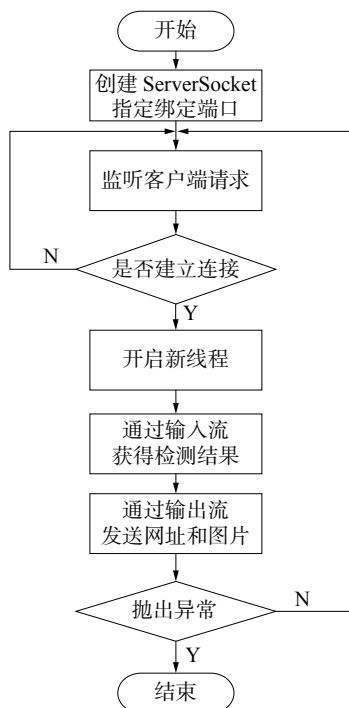 开始
创建 ServerSocket
指定绑定端口
监听客户端请求
N
是否建立连接
Y
开启新线程
通过输入流
获得检测结果
通过输出流
发送网址和图片
抛出异常
N
Y
结束